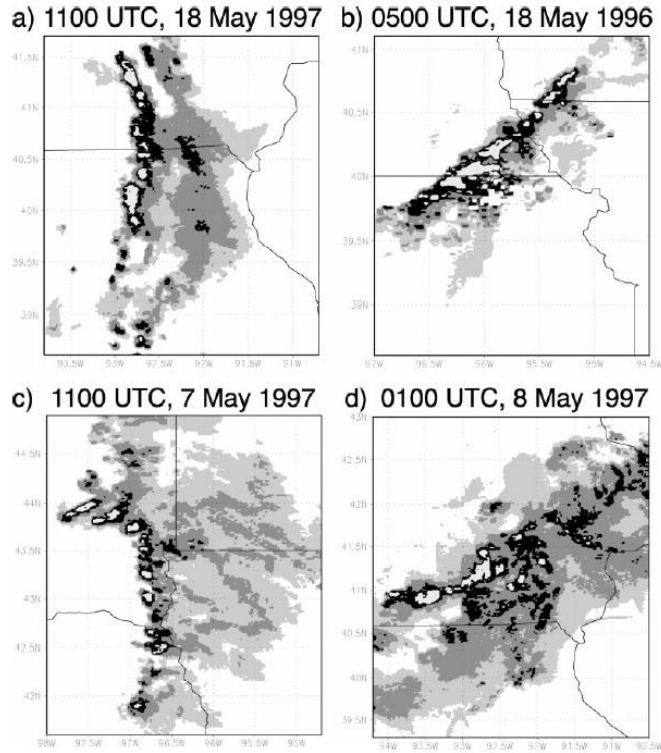 a) 1100 UTC, 18 May 1997
41.5N
41N
40.5N
40N
39.5N
39N
93.5W 93W 92.5W 92W 91.5W 91W
b) 0500 UTC, 18 May 1996
41N
40.5N
40N
39.5N
39N
97W 96.5W 96W 95.5W 95W 94.5W
c) 1100 UTC, 7 May 1997
44.5N
44N
43.5N
43N
42.5N
42N
98W 97.5W 97W 96.5W 96W 95.5W 95W
d) 0100 UTC, 8 May 1997
43N
42.5N
42N
41.5N
41N
40.5N
40N
39.5N
94W 93.5W 93W 92.5W 92W 91.5W 91W 90.5W